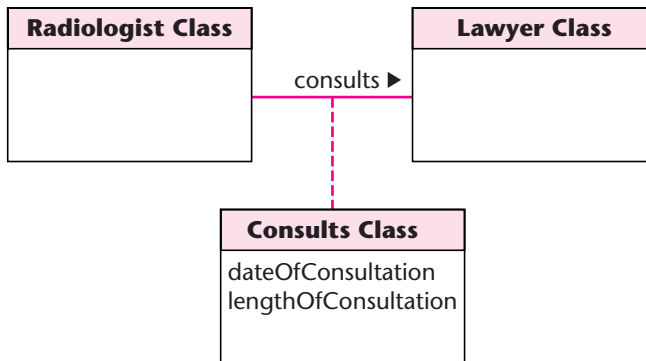 Radiologist Class
Lawyer Class
consults ▶
Consults Class
dateOfConsultation
lengthOfConsultation